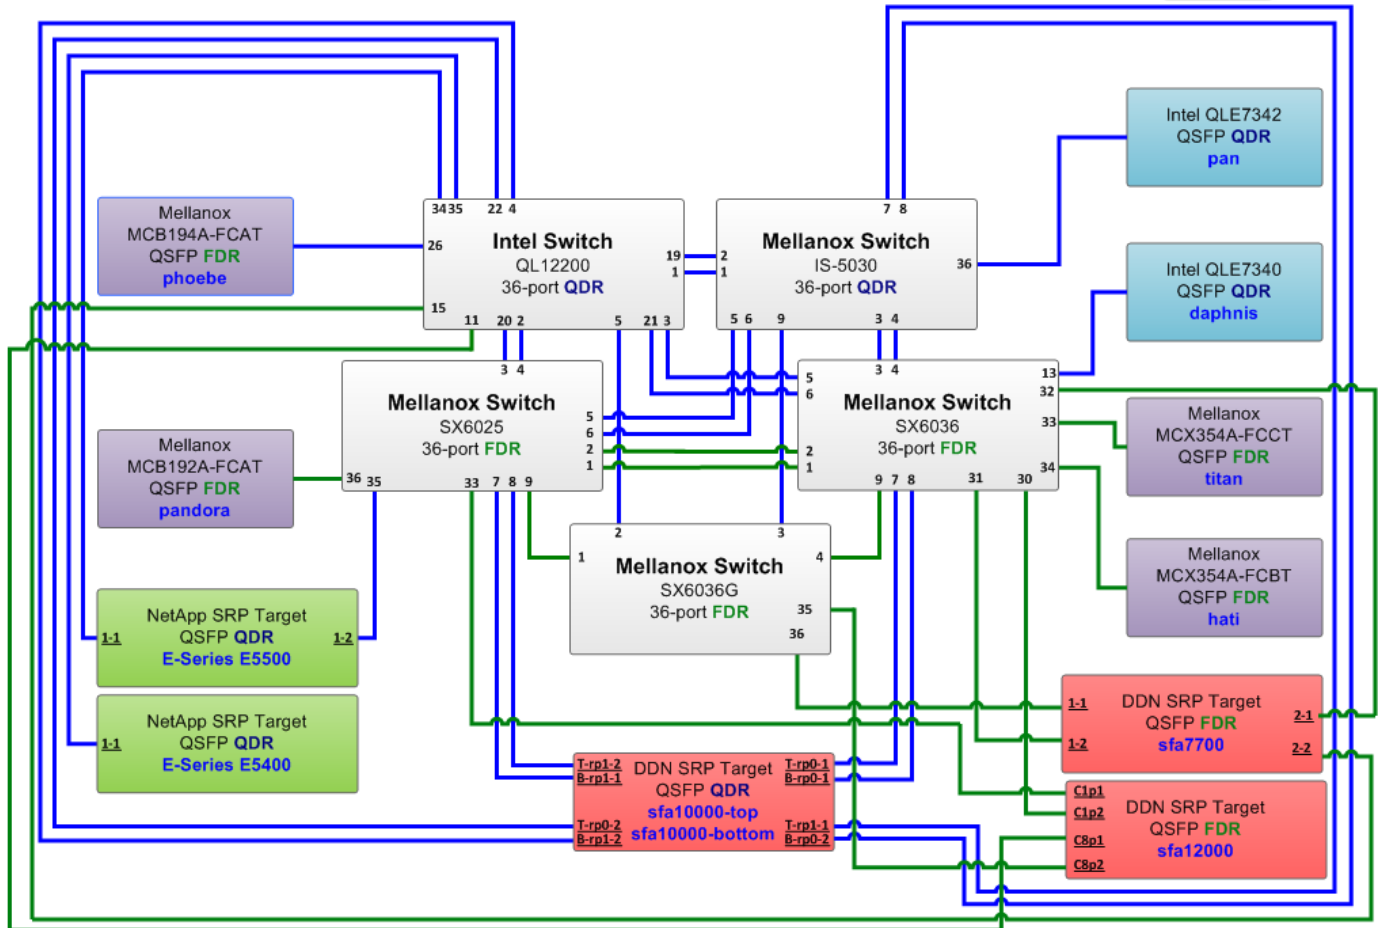 7 8
Intel QLE7342
QSFP QDR
pan
34 35 22 4
7 8
Mellanox
MCB194A-FCAT
QSFP FDR
phoebe
26
Intel Switch
QL12200
36-port QDR
19
1
15
11 20 2 5 21 3
2
1
Mellanox Switch
IS-5030
36-port QDR
36
5 6 9 3 4
Intel QLE7340
QSFP QDR
daphnis
3 4
Mellanox Switch
SX6025
36-port FDR
5
6
2
1
36 35 33 7 8 9
3 4
5
6
Mellanox Switch
SX6036
36-port FDR
2
1
13
32
33
34
9 7 8 31 30
Mellanox
MCX354A-FCCT
QSFP FDR
titan
Mellanox
MCB192A-FCAT
QSFP FDR
pandora
2 3
1 4
Mellanox Switch
SX6036G
36-port FDR
35
36
Mellanox
MCX354A-FCBT
QSFP FDR
hati
NetApp SRP Target
1-1 QSFP QDR 1-2
E-Series E5500
NetApp SRP Target
1-1 QSFP QDR
E-Series E5400
1-1
1-2
DDN SRP Target
QSFP FDR
sfa7700
2-1
2-2
T-rp1-2
B-rp1-1
DDN SRP Target
QSFP QDR
sfa10000-top
sfa10000-bottom
T-rp0-2
B-rp1-2
T-rp0-1
B-rp0-1
T-rp1-1
B-rp0-2
C1p1
C1p2
C8p1
C8p2
DDN SRP Target
QSFP FDR
sfa12000